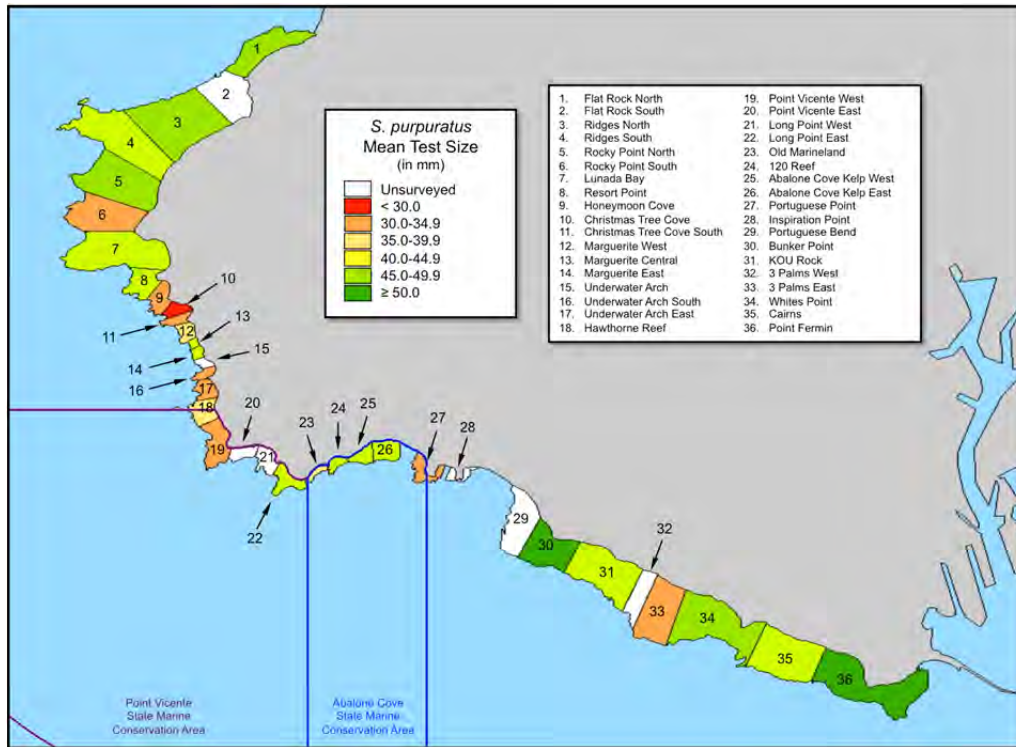 S. purpuratus
Mean Test Size
(in mm)
Unsurveyed
< 30.0
30.0-34.9
35.0-39.9
40.0-44.9
45.0-49.9
≥ 50.0
1. Flat Rock North
2. Flat Rock South
3. Ridges North
4. Ridges South
5. Rocky Point North
6. Rocky Point South
7. Lunada Bay
8. Resort Point
9. Honeymoon Cove
10. Christmas Tree Cove
11. Christmas Tree Cove South
12. Marguerite West
13. Marguerite Central
14. Marguerite East
15. Underwater Arch
16. Underwater Arch South
17. Underwater Arch East
18. Hawthorne Reef
19. Point Vicente West
20. Point Vicente East
21. Long Point West
22. Long Point East
23. Old Marineland
24. 120 Reef
25. Abalone Cove Kelp West
26. Abalone Cove Kelp East
27. Portuguese Point
28. Inspiration Point
29. Portuguese Bend
30. Bunker Point
31. KOU Rock
32. 3 Palms West
33. 3 Palms East
34. Whites Point
35. Cairns
36. Point Fermin
1
2
3
4
5
6
7
8
9
10
11
12
13
14
15
16
17
18
19
20
21
22
23
24
25
26
27
28
29
30
31
32
33
34
35
36
Point Vicente
State Marine
Conservation Area
Abalone Cove
State Marine
Conservation Area